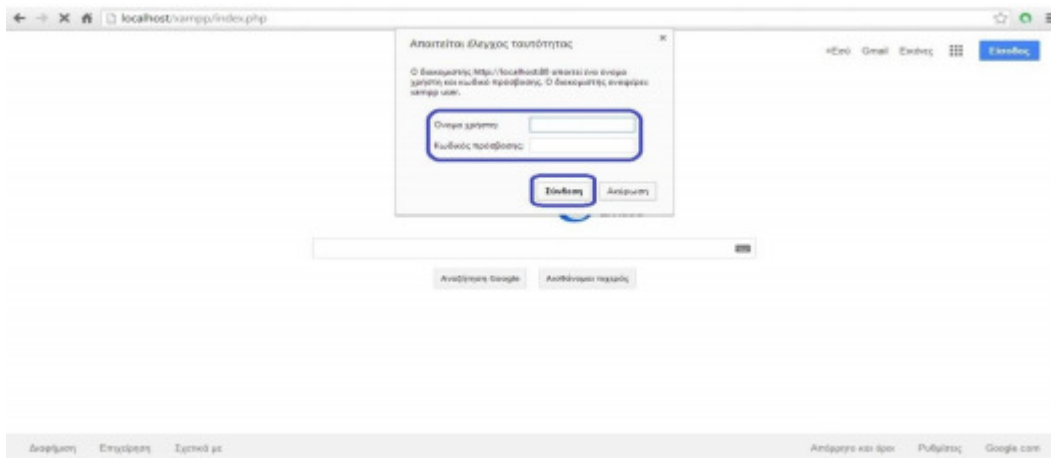 localhost/xampp/index.php
Απαιτείται έλεγχος ταυτότητας
Ο διακομιστής http://localhost:80 απαιτεί ένα όνομα
χρήστη και κωδικό πρόσβασης. Ο διακομιστής αναφέρει:
xampp user.
Όνομα χρήστη:
Κωδικός πρόσβασης:
Σύνδεση Ακύρωση
+Εσύ Gmail Εικόνες Είσοδος
Αναζήτηση Google Αισθάνομαι τυχερός
Διαφήμιση Επιχείρηση Σχετικά με Απόρρητο και όροι Ρυθμίσεις Google.com